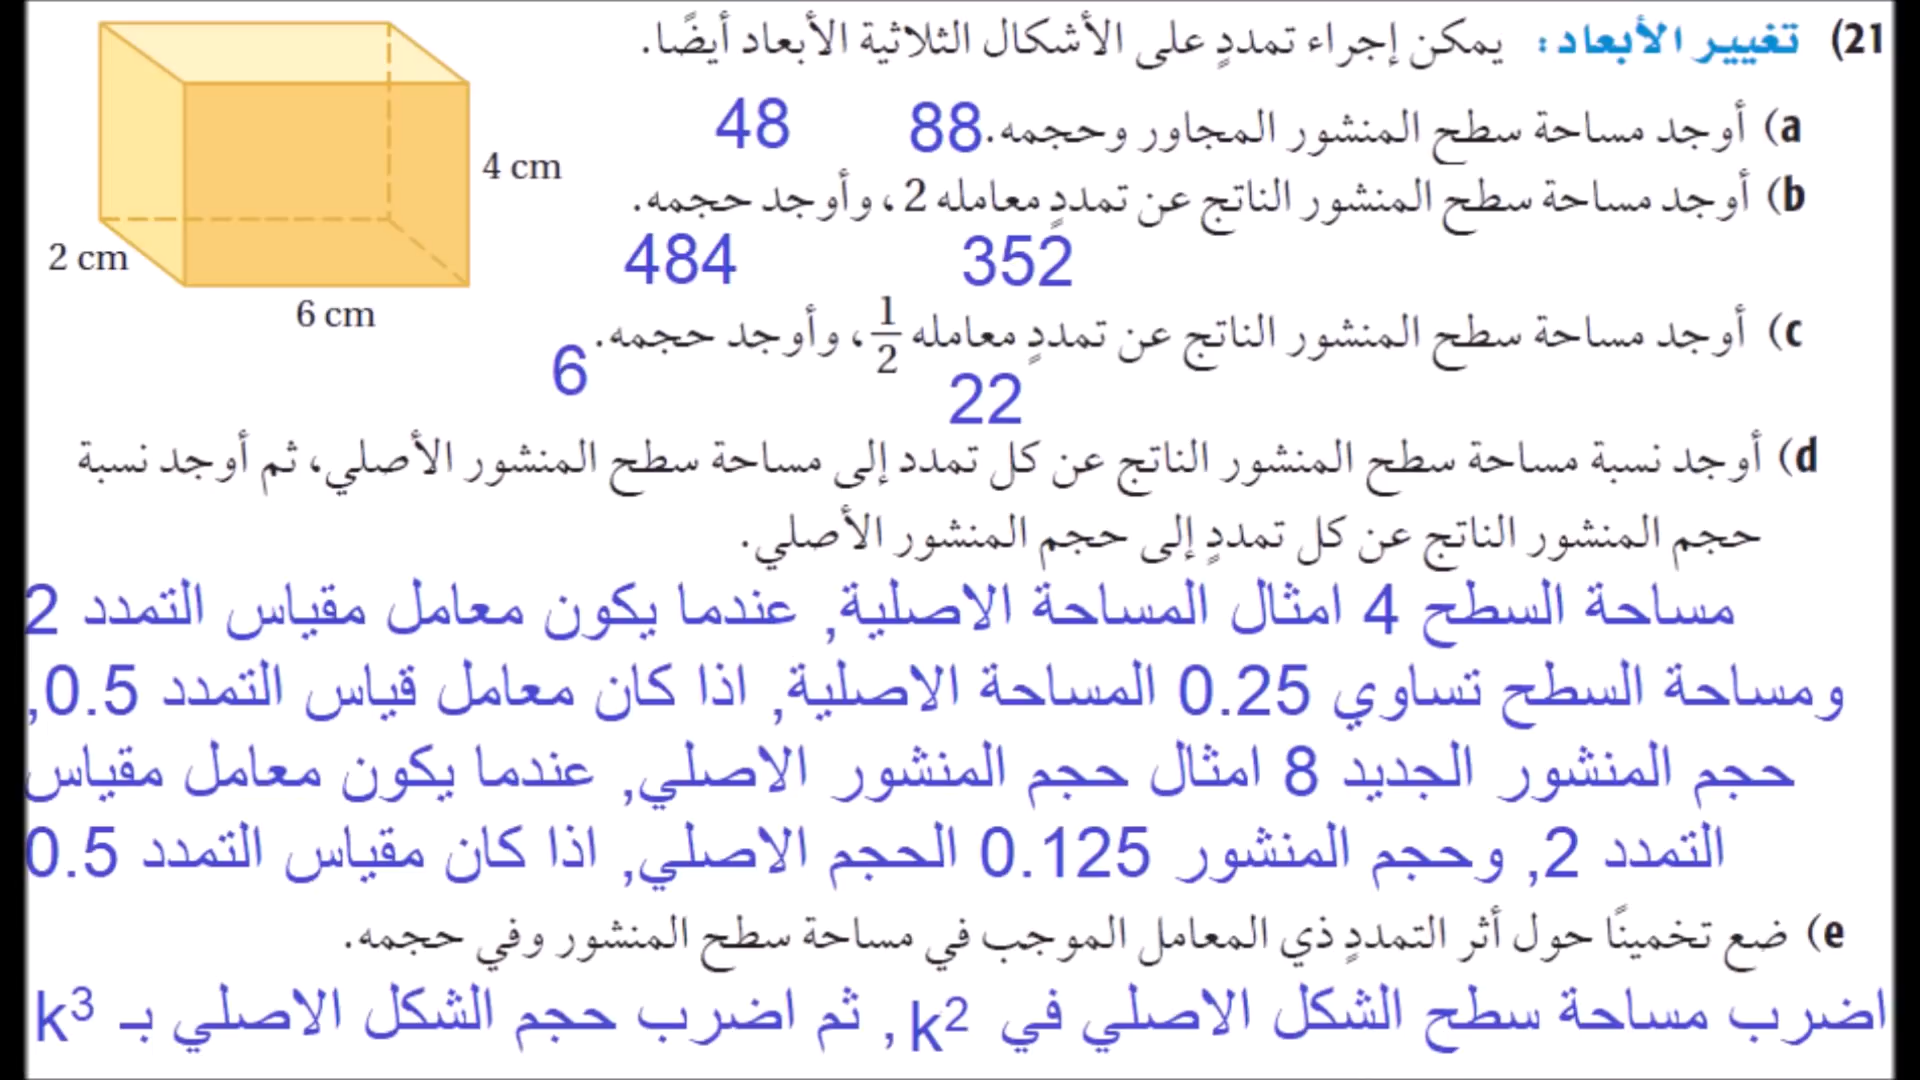 21) تغيير الأبعاد: يمكن إجراء تمددٍ على الأشكال الثلاثية الأبعاد أيضًا.
a) أوجد مساحة سطح المنشور المجاور وحجمه. 88 48
4 cm
b) أوجد مساحة سطح المنشور الناتج عن تمددٍ معامله 2، وأوجد حجمه.
352 484
2 cm
6 cm
c) أوجد مساحة سطح المنشور الناتج عن تمددٍ معامله 1/2، وأوجد حجمه.
22 6
d) أوجد نسبة مساحة سطح المنشور الناتج عن كل تمدد إلى مساحة سطح المنشور الأصلي، ثم أوجد نسبة
حجم المنشور الناتج عن كل تمددٍ إلى حجم المنشور الأصلي.
مساحة السطح 4 امثال المساحة الاصلية, عندما يكون معامل مقياس التمدد 2
ومساحة السطح تساوي 0.25 المساحة الاصلية, اذا كان معامل قياس التمدد 0.5,
حجم المنشور الجديد 8 امثال حجم المنشور الاصلي, عندما يكون معامل مقياس
التمدد 2, وحجم المنشور 0.125 الحجم الاصلي, اذا كان مقياس التمدد 0.5
e) ضع تخمينًا حول أثر التمددٍ ذي المعامل الموجب في مساحة سطح المنشور وفي حجمه.
اضرب مساحة سطح الشكل الاصلي في k², ثم اضرب حجم الشكل الاصلي بـ k³